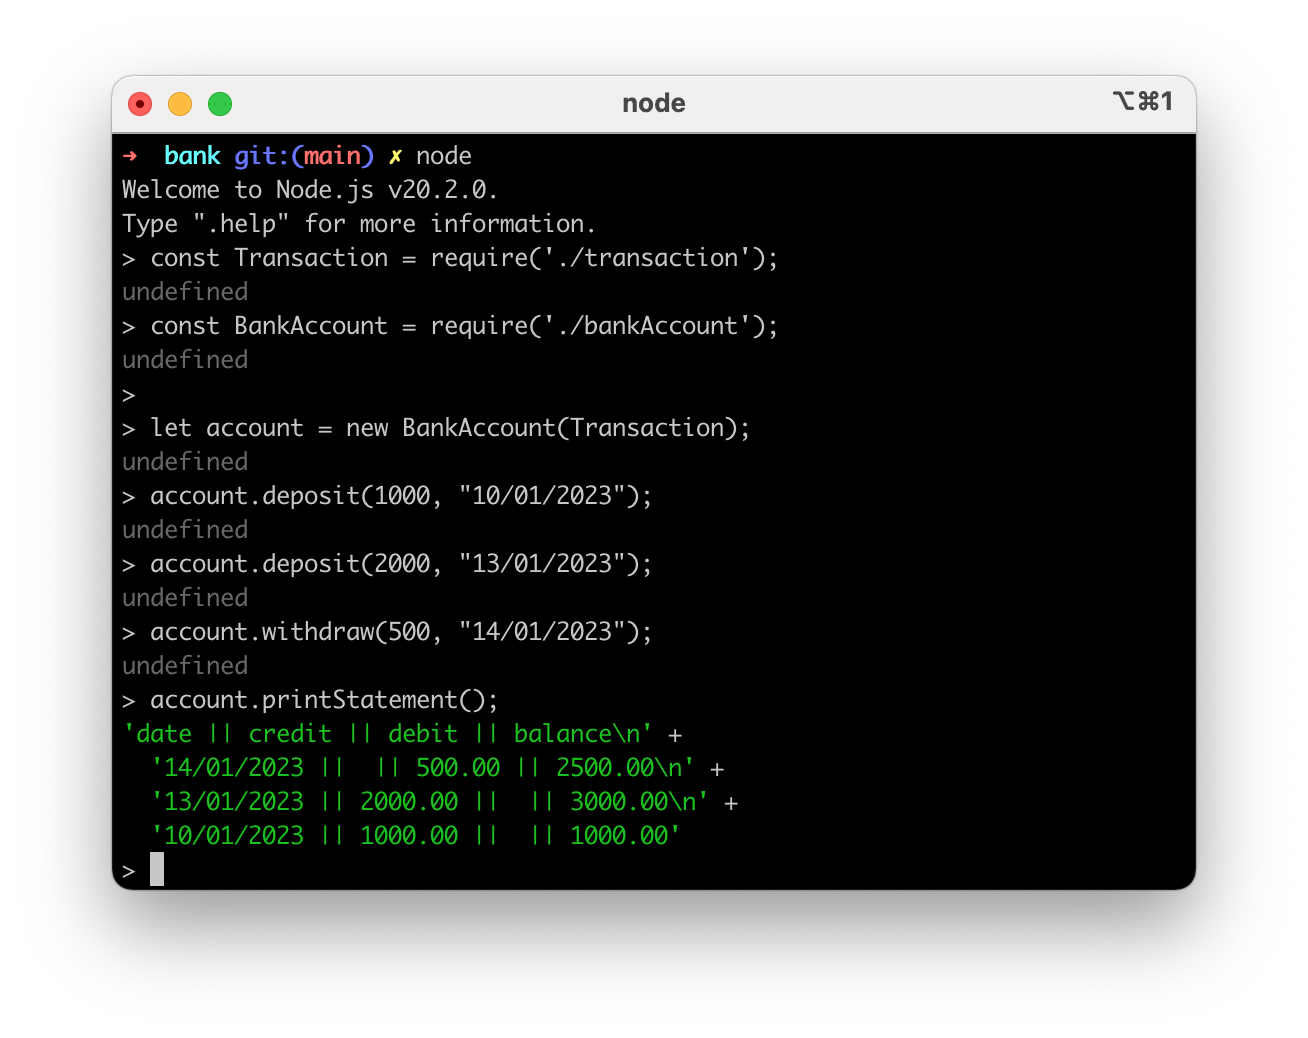 node
⌥⌘1
➜  bank git:(main) ✗ node
Welcome to Node.js v20.2.0.
Type ".help" for more information.
> const Transaction = require('./transaction');
undefined
> const BankAccount = require('./bankAccount');
undefined
>
> let account = new BankAccount(Transaction);
undefined
> account.deposit(1000, "10/01/2023");
undefined
> account.deposit(2000, "13/01/2023");
undefined
> account.withdraw(500, "14/01/2023");
undefined
> account.printStatement();
'date || credit || debit || balance\n' +
  '14/01/2023 ||  || 500.00 || 2500.00\n' +
  '13/01/2023 || 2000.00 ||  || 3000.00\n' +
  '10/01/2023 || 1000.00 ||  || 1000.00'
>